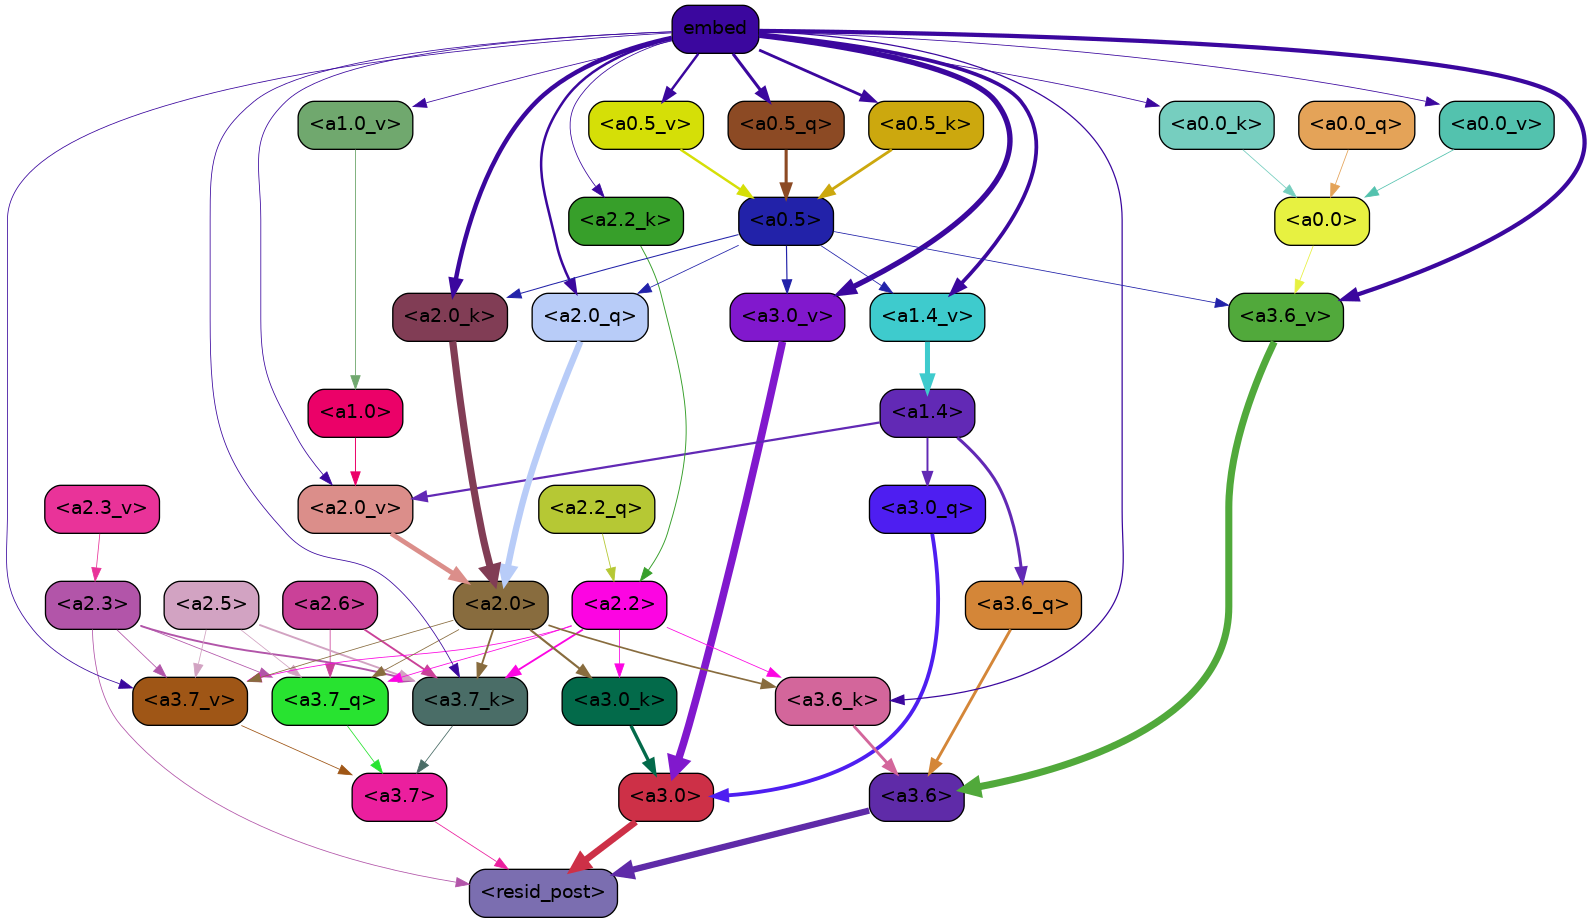 embed
<a1.0_v>
<a0.5_v>
<a0.5_q>
<a0.5_k>
<a0.0_k>
<a0.0_q>
<a0.0_v>
<a2.2_k>
<a0.5>
<a0.0>
<a2.0_k>
<a2.0_q>
<a3.0_v>
<a1.4_v>
<a3.6_v>
<a1.0>
<a1.4>
<a2.3_v>
<a2.0_v>
<a2.2_q>
<a3.0_q>
<a2.3>
<a2.5>
<a2.6>
<a2.0>
<a2.2>
<a3.6_q>
<a3.7_v>
<a3.7_q>
<a3.7_k>
<a3.0_k>
<a3.6_k>
<a3.7>
<a3.0>
<a3.6>
<resid_post>